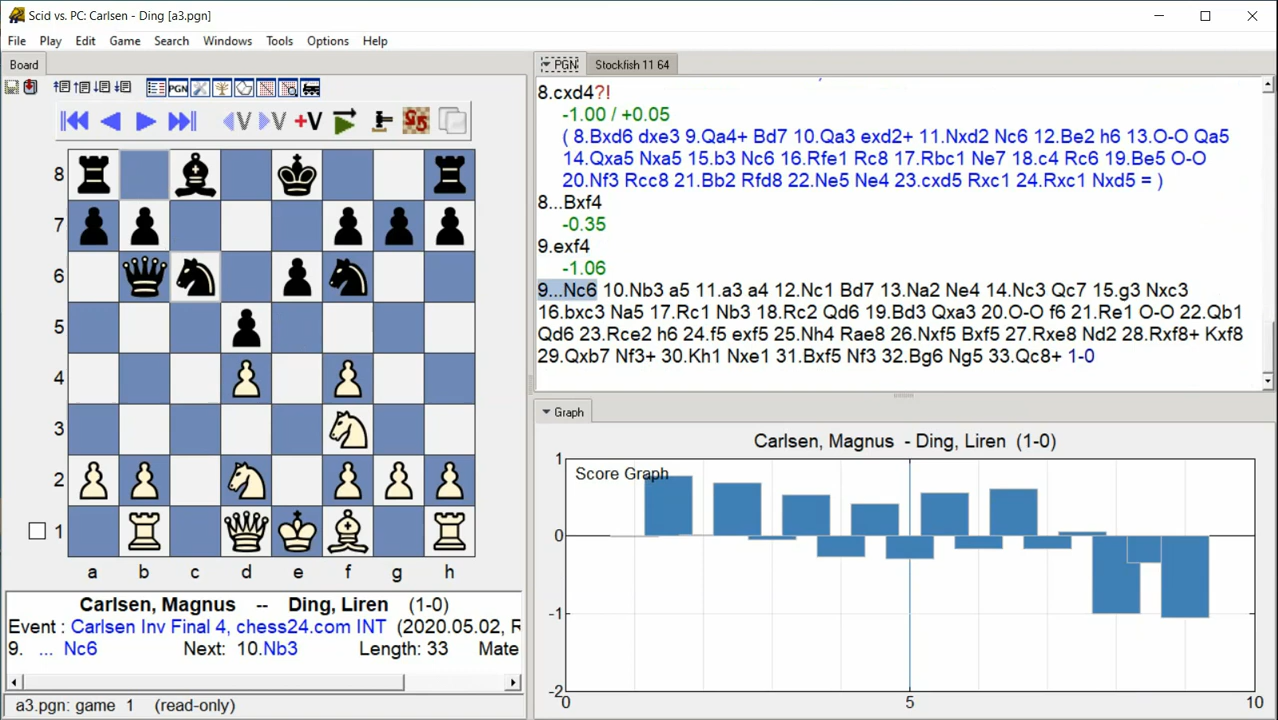 Scid vs. PC: Carlsen - Ding [a3.pgn]
File Play Edit Game Search Windows Tools Options Help
Board
PGN
V V +V
8
7
6
5
4
3
2
1
a b c d e f g h
Carlsen, Magnus -- Ding, Liren (1-0)
Event : Carlsen Inv Final 4, chess24.com INT (2020.05.02, R
9. ... Nc6 Next: 10.Nb3 Length: 33 Mate
a3.pgn: game 1 (read-only)
PGN Stockfish 11 64
8.cxd4?!
-1.00 / +0.05
( 8.Bxd6 dxe3 9.Qa4+ Bd7 10.Qa3 exd2+ 11.Nxd2 Nc6 12.Be2 h6 13.O-O Qa5
14.Qxa5 Nxa5 15.b3 Nc6 16.Rfe1 Rc8 17.Rbc1 Ne7 18.c4 Rc6 19.Be5 O-O
20.Nf3 Rcc8 21.Bb2 Rfd8 22.Ne5 Ne4 23.cxd5 Rxc1 24.Rxc1 Nxd5 = )
8...Bxf4
-0.35
9.exf4
-1.06
9...Nc6 10.Nb3 a5 11.a3 a4 12.Nc1 Bd7 13.Na2 Ne4 14.Nc3 Qc7 15.g3 Nxc3
16.bxc3 Na5 17.Rc1 Nb3 18.Rc2 Qd6 19.Bd3 Qxa3 20.O-O f6 21.Re1 O-O 22.Qb1
Qd6 23.Rce2 h6 24.f5 exf5 25.Nh4 Rae8 26.Nxf5 Bxf5 27.Rxe8 Nd2 28.Rxf8+ Kxf8
29.Qxb7 Nf3+ 30.Kh1 Nxe1 31.Bxf5 Nf3 32.Bg6 Ng5 33.Qc8+ 1-0
Graph
Carlsen, Magnus - Ding, Liren (1-0)
Score Graph
1
0
-1
-2
0 5 10